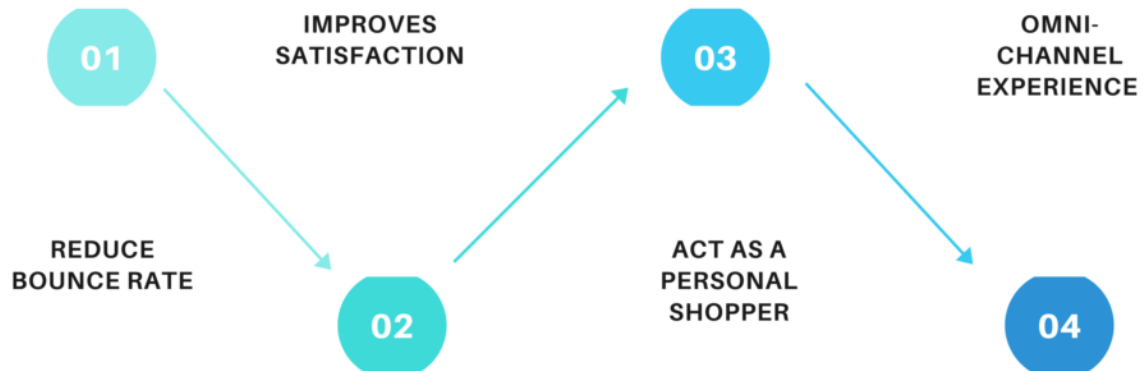 01
REDUCE
BOUNCE RATE
IMPROVES
SATISFACTION
02
03
ACT AS A
PERSONAL
SHOPPER
OMNI-
CHANNEL
EXPERIENCE
04